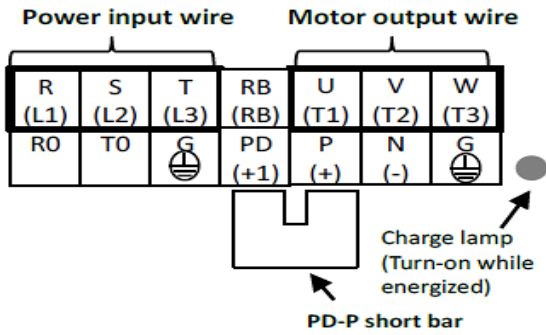 Power input wire Motor output wire
R S T RB U V W
(L1) (L2) (L3) (RB) (T1) (T2) (T3)
R0 T0 G PD P N G
(+1) (+) (-)
Charge lamp
(Turn-on while
energized)
PD-P short bar